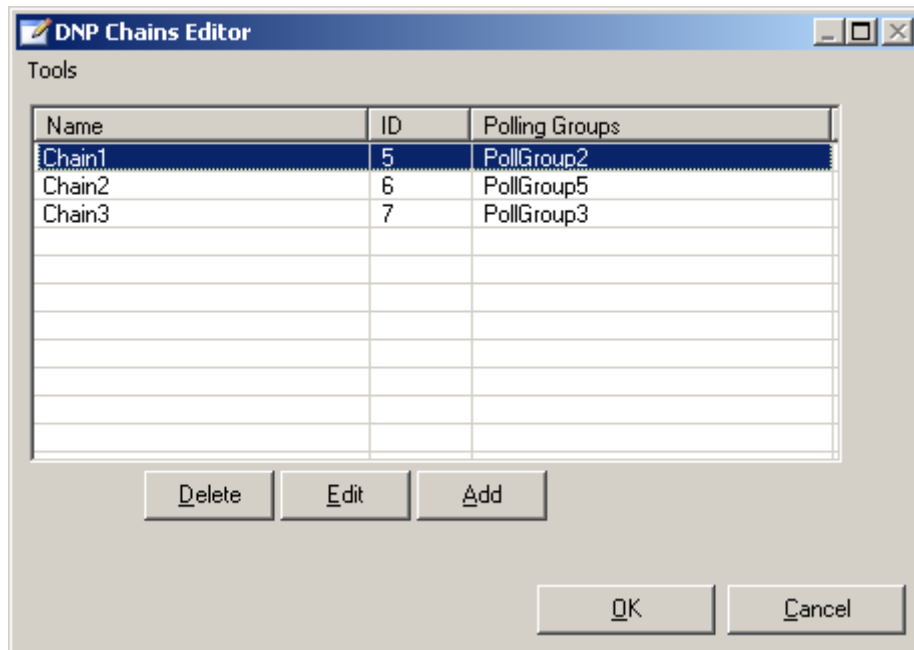 DNP Chains Editor
Tools
Name ID Polling Groups
Chain1 5 PollGroup2
Chain2 6 PollGroup5
Chain3 7 PollGroup3
Delete Edit Add
OK Cancel